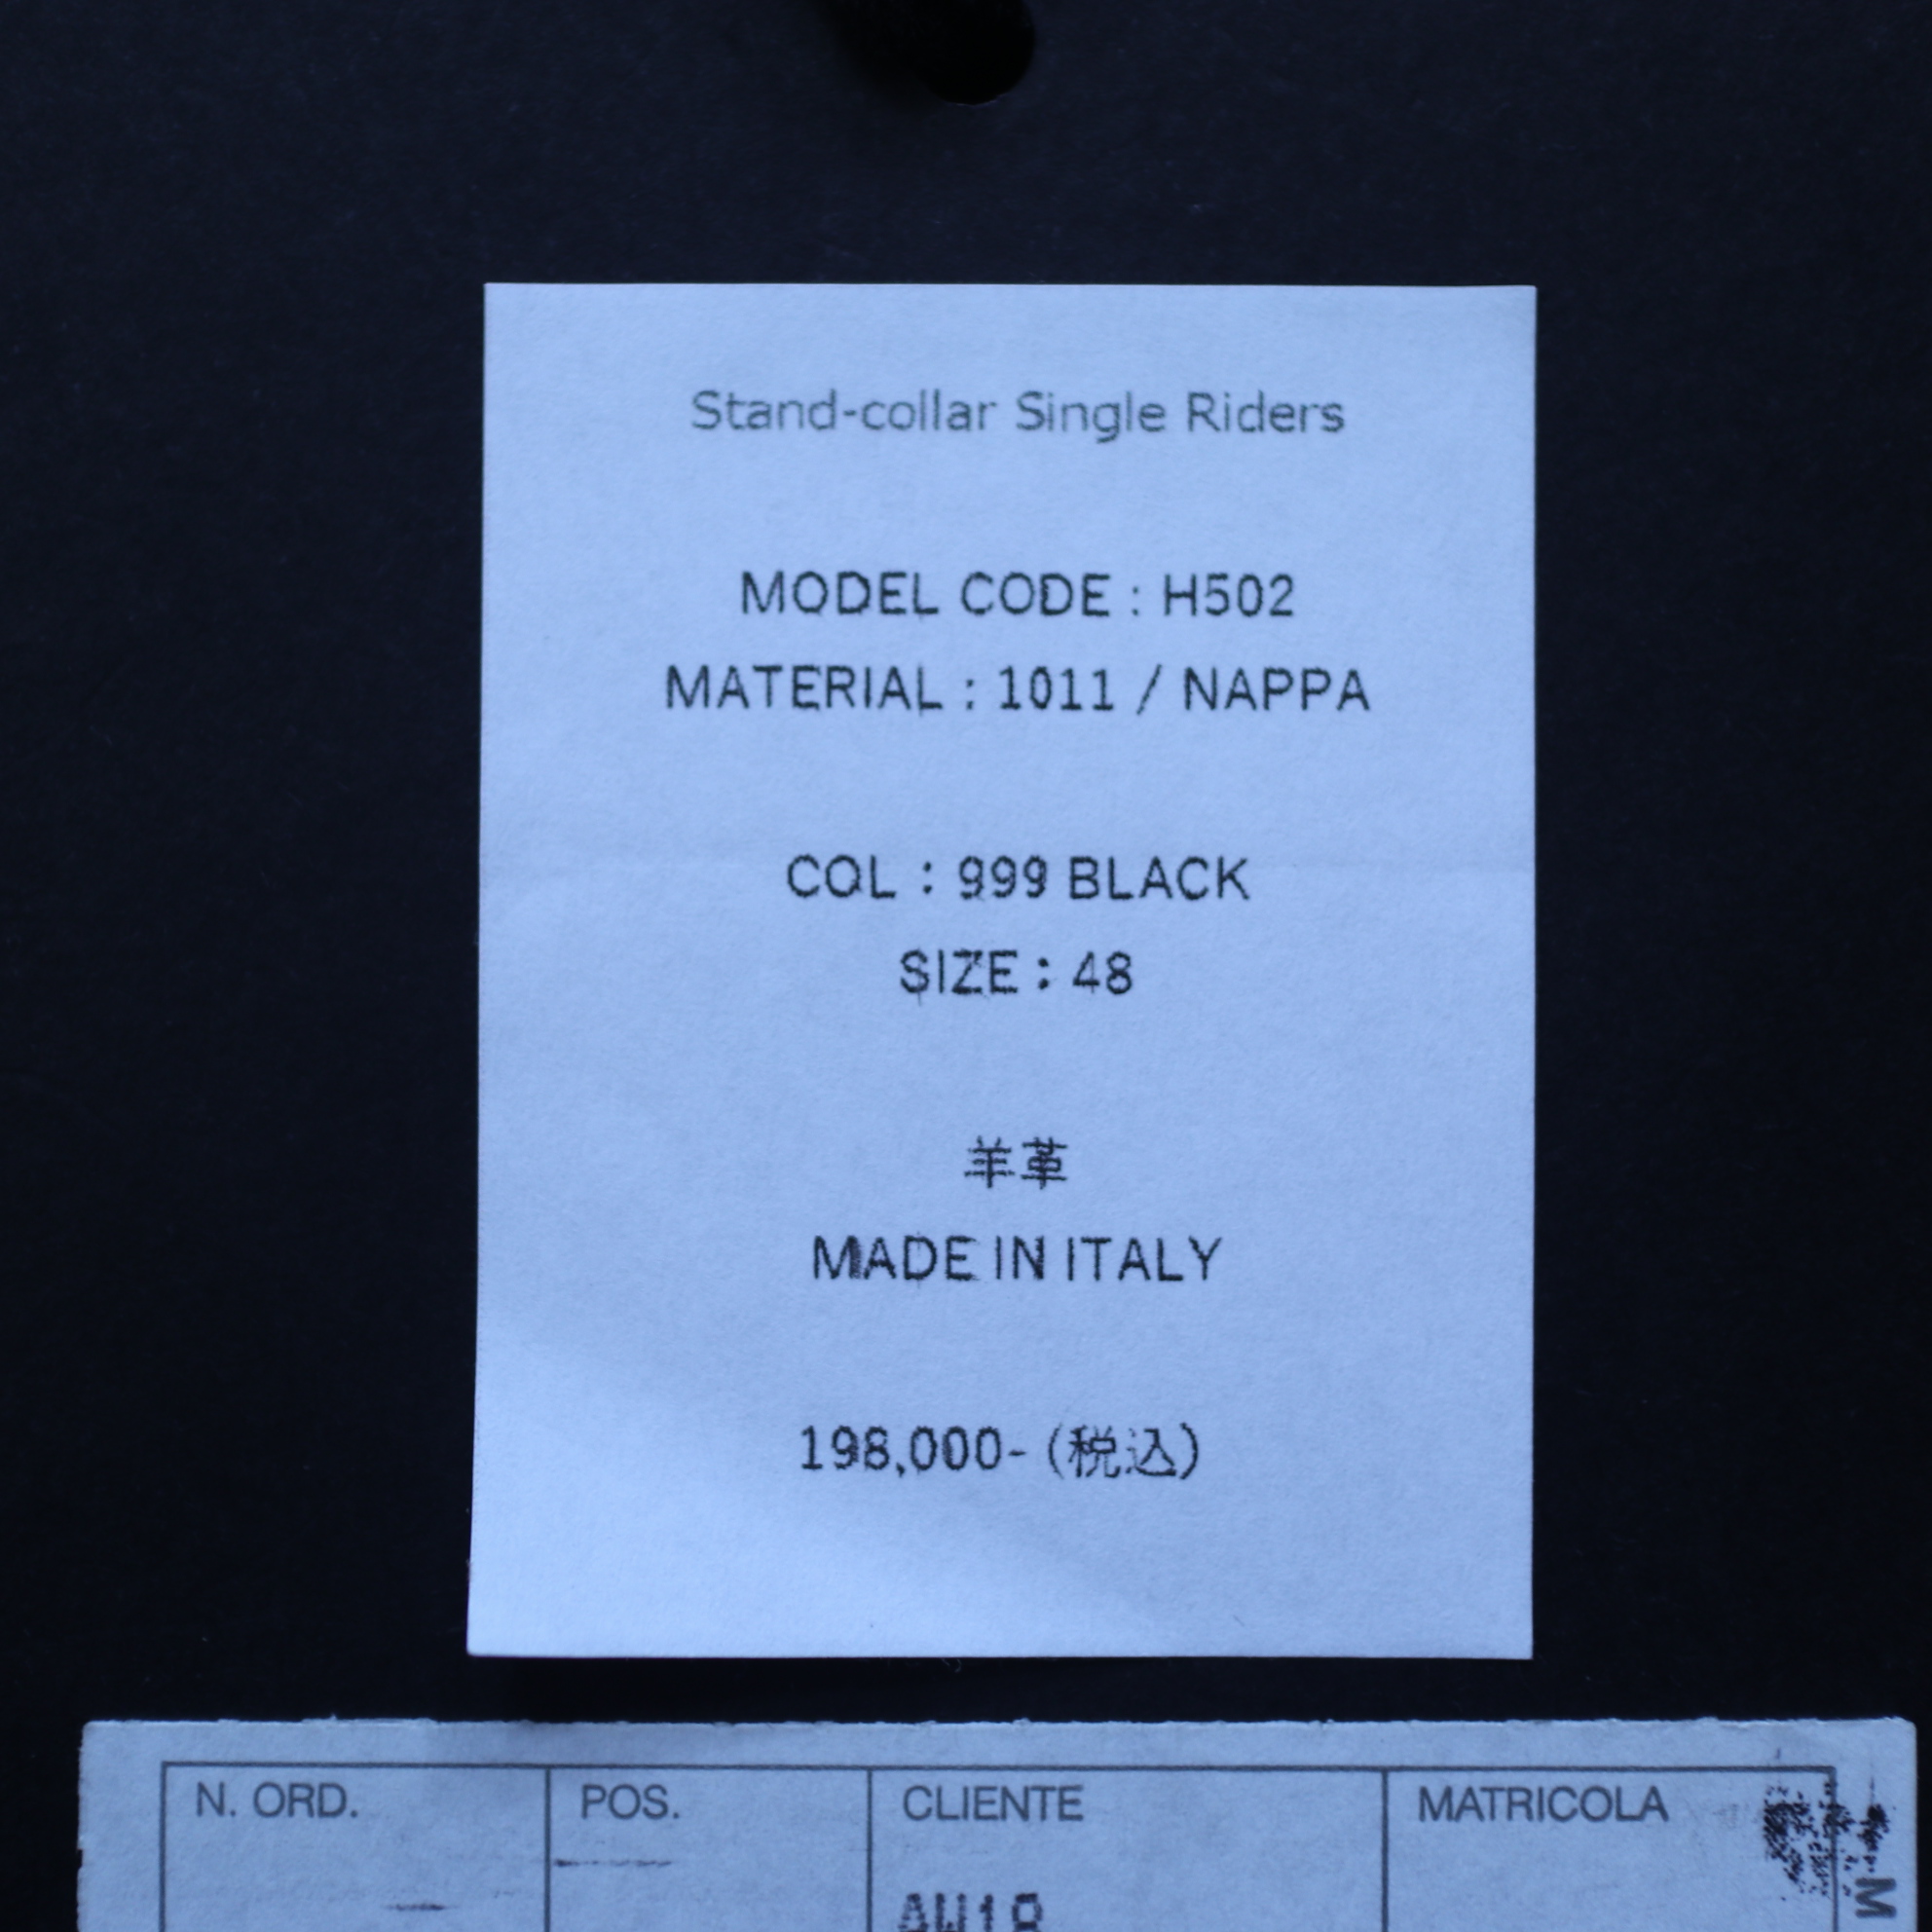 Stand-collar Single Riders
MODEL CODE : H502
MATERIAL : 1011 / NAPPA
COL : 999 BLACK
SIZE : 48
羊革
MADE IN ITALY
198,000- (税込)
N. ORD. POS. CLIENTE MATRICOLA
M